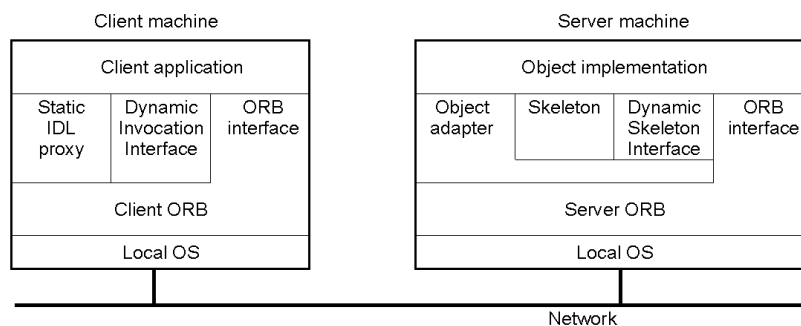 Client machine
Server machine
Client application
Object implementation
Static
IDL
proxy
Dynamic
Invocation
Interface
ORB
interface
Object
adapter
Skeleton
Dynamic
Skeleton
Interface
ORB
interface
Client ORB
Server ORB
Local OS
Local OS
Network